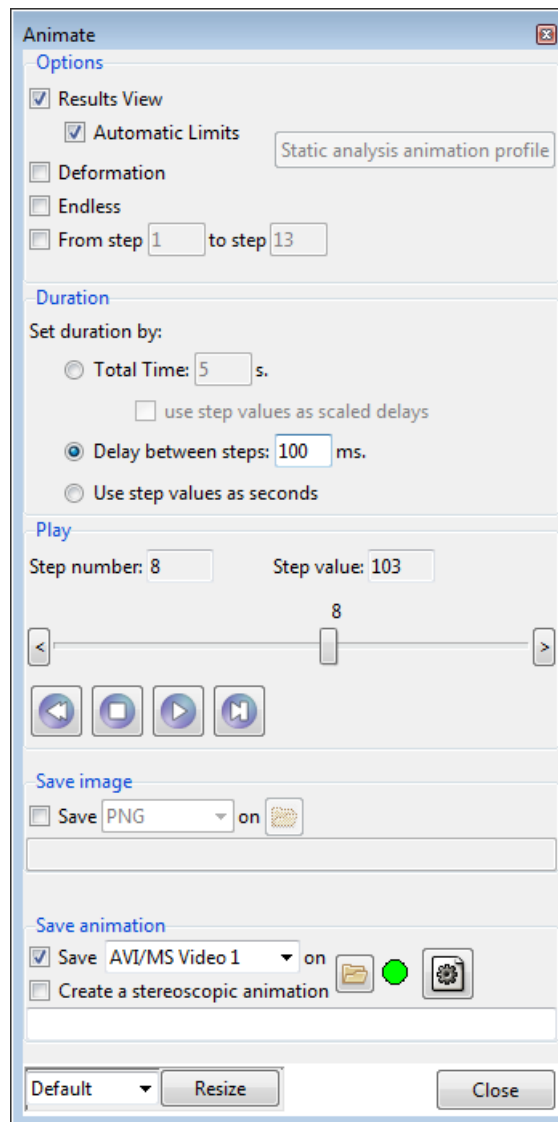 Animate
Options
Results View
Automatic Limits
Static analysis animation profile
Deformation
Endless
From step 1 to step 13
Duration
Set duration by:
Total Time: 5 s.
use step values as scaled delays
Delay between steps: 100 ms.
Use step values as seconds
Play
Step number: 8 Step value: 103
8
< >
Save image
Save PNG on
Save animation
Save AVI/MS Video 1 on
Create a stereoscopic animation
Default Resize Close